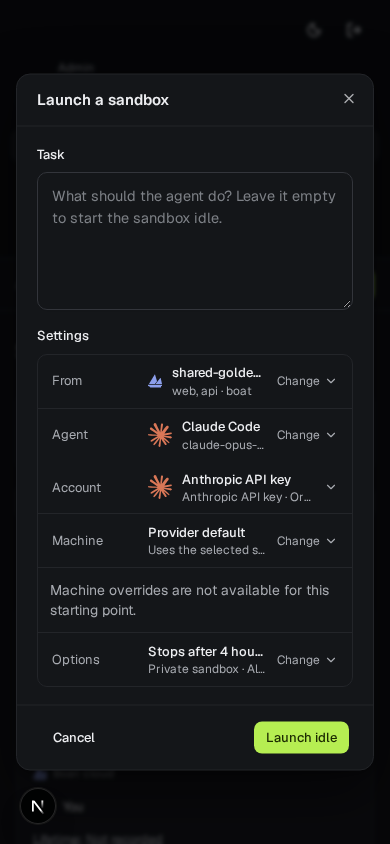 Admin
Launch a sandbox
Task
What should the agent do? Leave it empty
to start the sandbox idle.
Settings
From
shared-golde...
web, api · boat
Change
Agent
Claude Code
claude-opus-...
Change
Account
Anthropic API key
Anthropic API key · Or...
Machine
Provider default
Uses the selected s...
Change
Machine overrides are not available for this
starting point.
Options
Stops after 4 hou...
Private sandbox · Al...
Change
Cancel
Launch idle
N
You